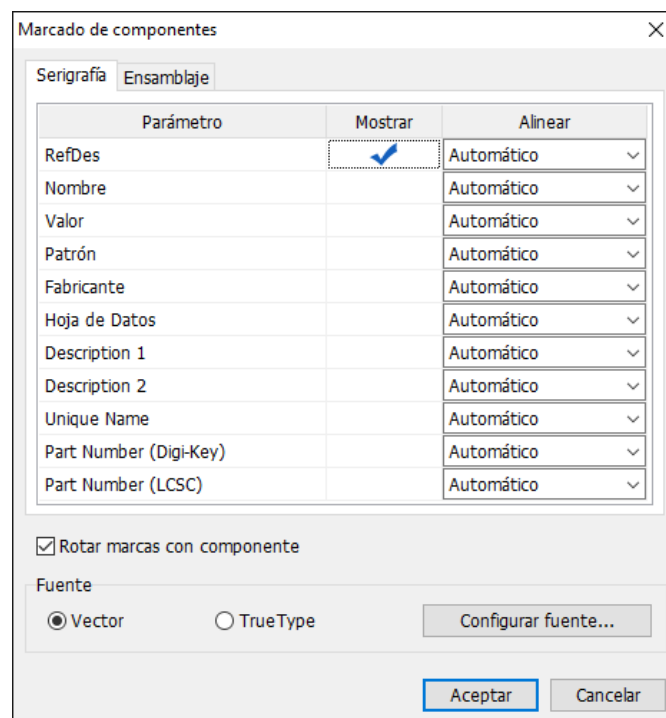 Marcado de componentes
Serigrafía Ensamblaje
Parámetro Mostrar Alinear
RefDes Automático
Nombre Automático
Valor Automático
Patrón Automático
Fabricante Automático
Hoja de Datos Automático
Description 1 Automático
Description 2 Automático
Unique Name Automático
Part Number (Digi-Key) Automático
Part Number (LCSC) Automático
Rotar marcas con componente
Fuente
Vector TrueType Configurar fuente...
Aceptar Cancelar